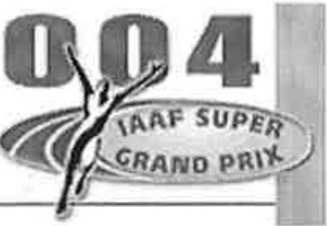 004
IAAF SUPER
GRAND PRIX